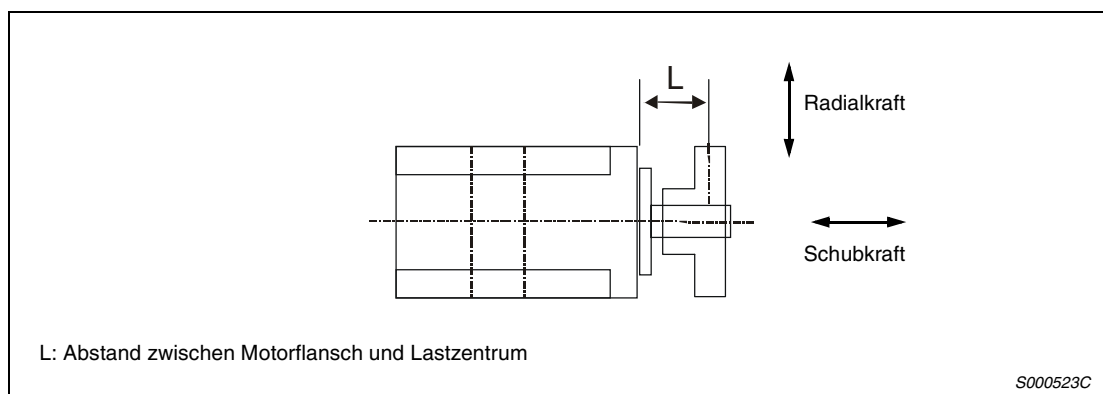 L
Radialkraft
Schubkraft
L: Abstand zwischen Motorflansch und Lastzentrum
S000523C